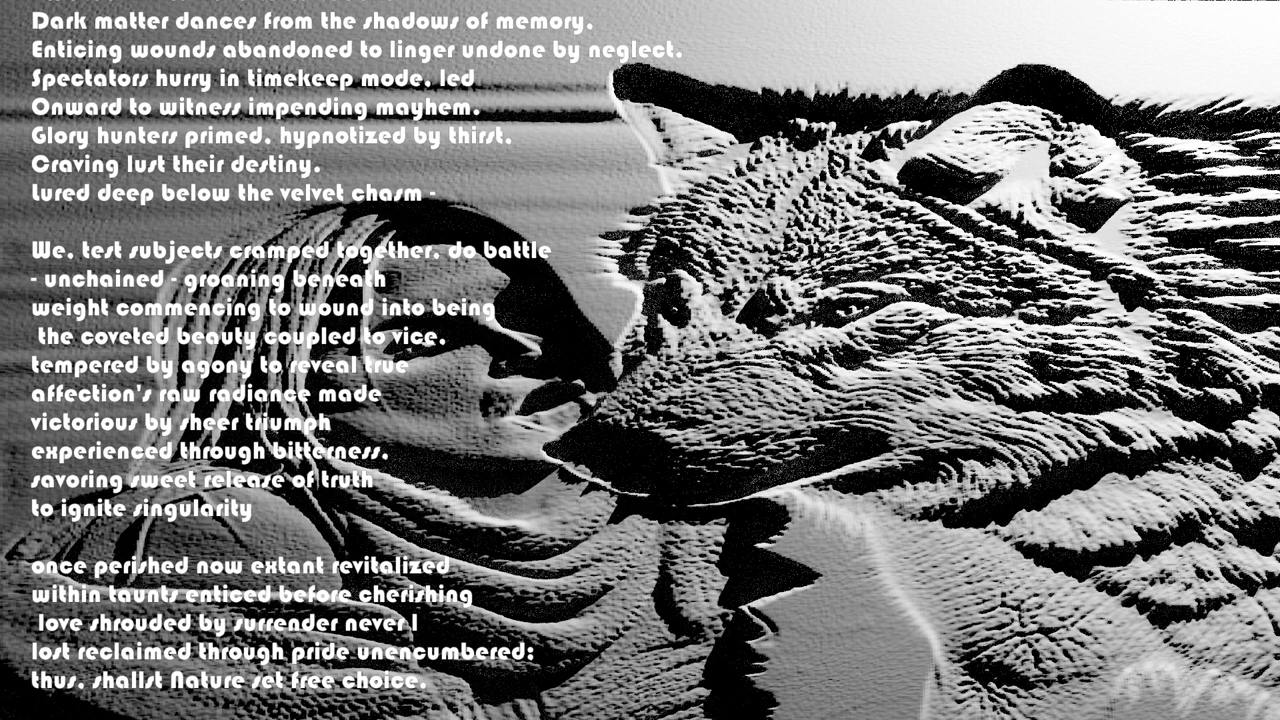 Dark matter dances from the shadows of memory,
Enticing wounds abandoned to linger undone by neglect.
Spectators hurry in timekeep mode, led
Onward to witness impending mayhem.
Glory hunters primed, hypnotized by thirst,
Craving lust their destiny,
Lured deep below the velvet chasm -
We, test subjects cramped together, do battle
- unchained - groaning beneath
weight commencing to wound into being
the coveted beauty coupled to vice,
tempered by agony to reveal true
affection's raw radiance made
victorious by sheer triumph
experienced through bitterness,
savoring sweet release of truth
to ignite singularity
once perished now extant revitalized
within taunts enticed before cherishing
love shrouded by surrender never I
lost reclaimed through pride unencumbered;
thus, shallst Nature set free choice.